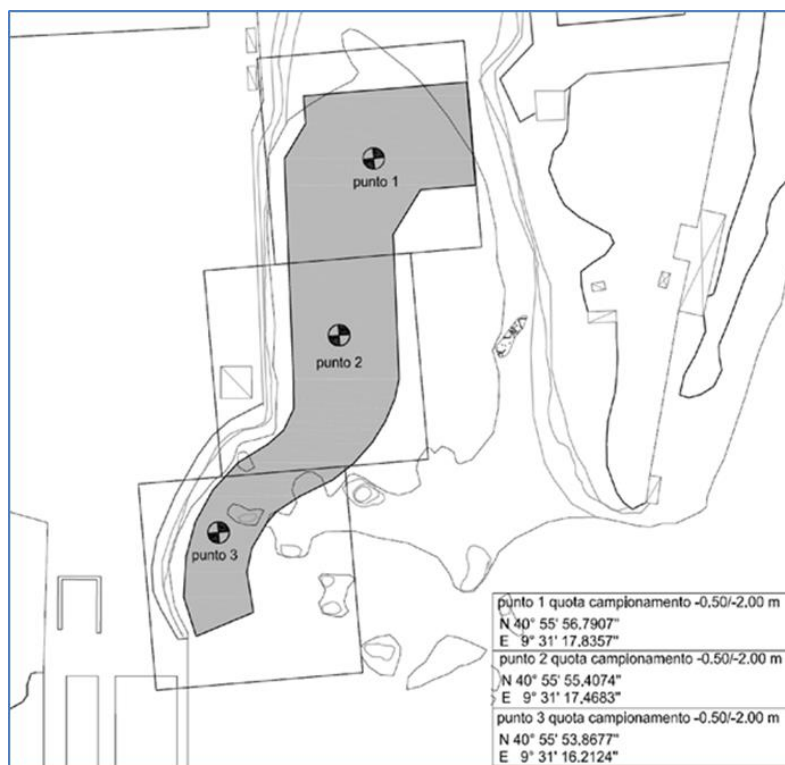 punto 1
punto 2
punto 3
punto 1 quota campionamento -0.50/-2.00 m
N 40° 55' 56.7907"
E 9° 31' 17.8357"
punto 2 quota campionamento -0.50/-2.00 m
N 40° 55' 55.4074"
E 9° 31' 17.4683"
punto 3 quota campionamento -0.50/-2.00 m
N 40° 55' 53.8677"
E 9° 31' 16.2124"